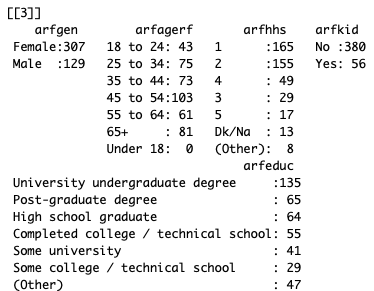 [[3]]
arfgen arfagerf arfhhs arfkid
Female:307 18 to 24: 43 1 :165 No :380
Male :129 25 to 34: 75 2 :155 Yes: 56
35 to 44: 73 4 : 49
45 to 54:103 3 : 29
55 to 64: 61 5 : 17
65+ : 81 Dk/Na : 13
Under 18: 0 (Other): 8
arfeduc
University undergraduate degree :135
Post-graduate degree : 65
High school graduate : 64
Completed college / technical school: 55
Some university : 41
Some college / technical school : 29
(Other) : 47